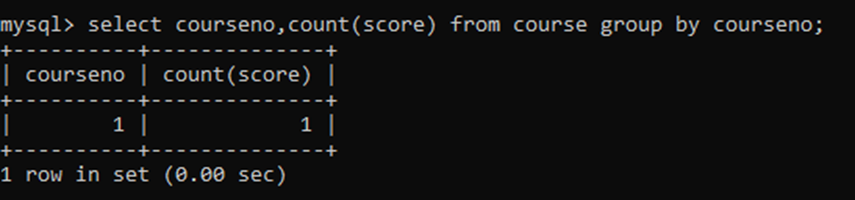 mysql> select courseno,count(score) from course group by courseno;
+----------+--------------+
| courseno | count(score) |
+----------+--------------+
|        1 |            1 |
+----------+--------------+
1 row in set (0.00 sec)